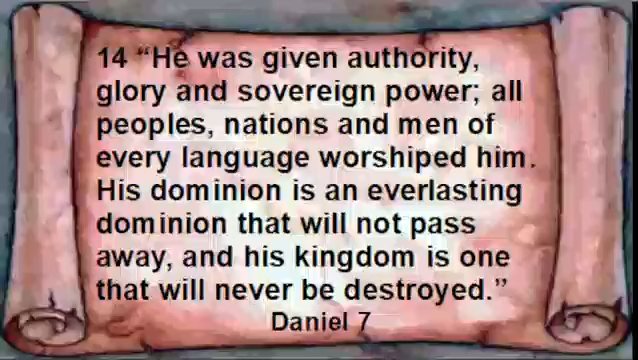 14 “He was given authority,
glory and sovereign power; all
peoples, nations and men of
every language worshiped him.
His dominion is an everlasting
dominion that will not pass
away, and his kingdom is one
that will never be destroyed.”
Daniel 7